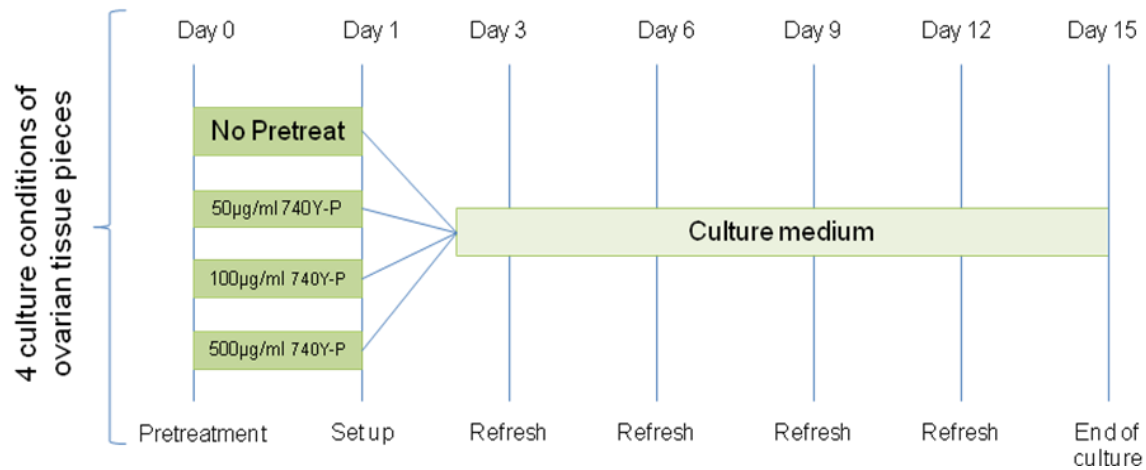 4 culture conditions of
ovarian tissue pieces
Day 0 Day 1 Day 3 Day 6 Day 9 Day 12 Day 15
No Pretreat
50µg/ml 740Y-P
100µg/ml 740Y-P
500µg/ml 740Y-P
Culture medium
Pretreatment Set up Refresh Refresh Refresh Refresh End of
culture